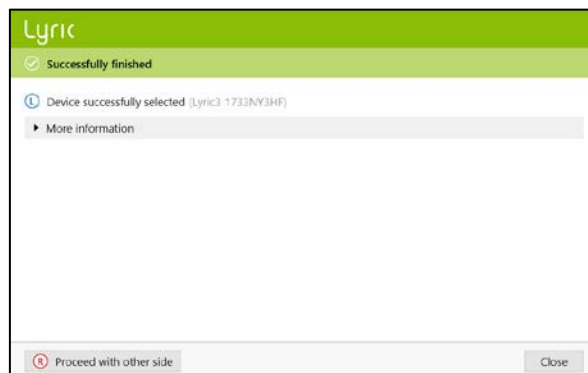 Lyric
Successfully finished
L Device successfully selected (Lyric3 1733NY3HF)
More information
R Proceed with other side
Close